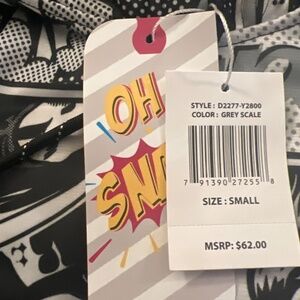 OH
STYLE : D2277-Y2800
COLOR : GREY SCALE
7 91390 27255 8
SIZE : SMALL
MSRP: $62.00